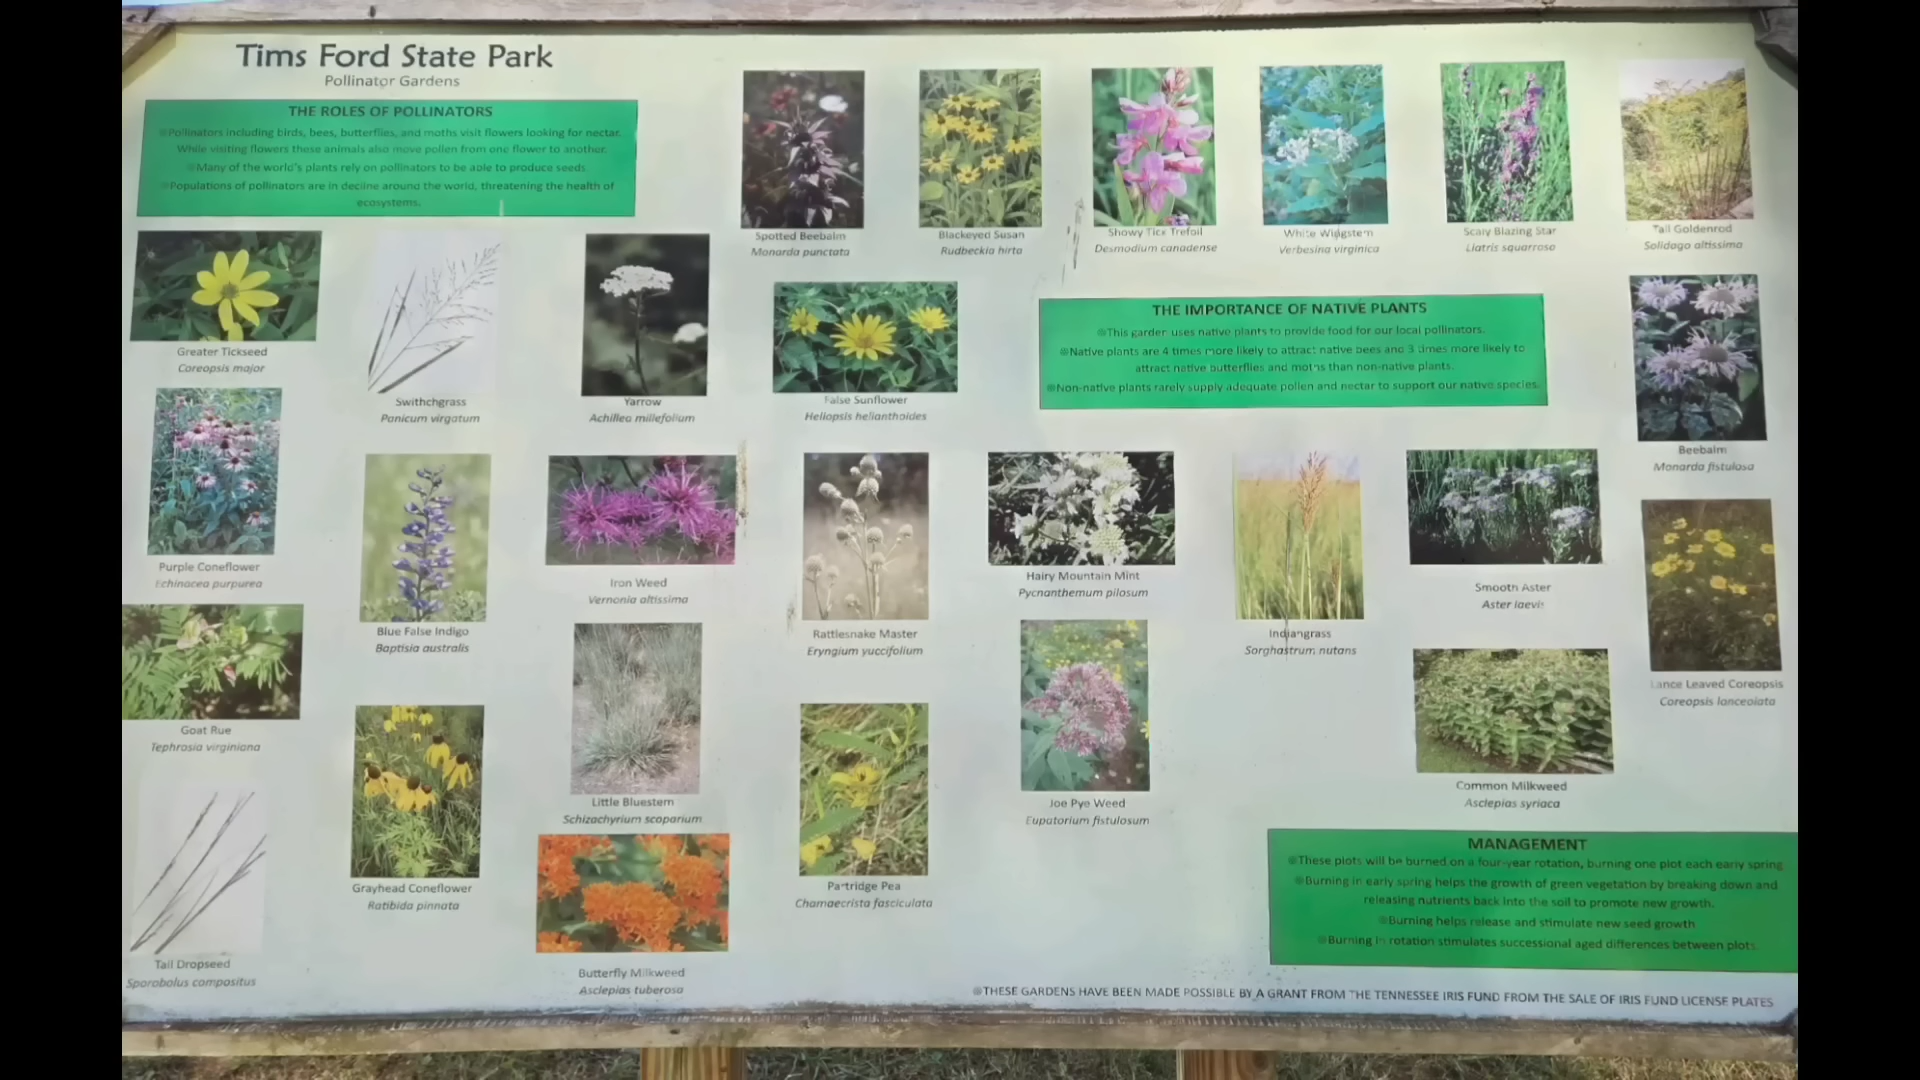 Tims Ford State Park
Pollinator Gardens
THE ROLES OF POLLINATORS
Pollinators including birds, bees, butterflies, and moths visit flowers looking for nectar.
While visiting flowers these animals also move pollen from one flower to another.
Many of the world's plants rely on pollinators to be able to produce seeds.
Populations of pollinators are in decline around the world, threatening the health of
ecosystems.
Spotted Beebalm
Monarda punctata
Blackeyed Susan
Rudbeckia hirta
Showy Tick Trefoil
Desmodium canadense
White Wingstem
Verbesina virginica
Scaly Blazing Star
Liatris squarrosa
Tall Goldenrod
Solidago altissima
Greater Tickseed
Coreopsis major
Swithchgrass
Panicum virgatum
Yarrow
Achillea millefolium
False Sunflower
Heliopsis helianthoides
THE IMPORTANCE OF NATIVE PLANTS
This garden uses native plants to provide food for our local pollinators.
Native plants are 4 times more likely to attract native bees and 3 times more likely to
attract native butterflies and moths than non-native plants.
Non-native plants rarely supply adequate pollen and nectar to support our native species.
Beebalm
Monarda fistulosa
Purple Coneflower
Echinacea purpurea
Blue False Indigo
Baptisia australis
Iron Weed
Vernonia altissima
Rattlesnake Master
Eryngium yuccifolium
Hairy Mountain Mint
Pycnanthemum pilosum
Indiangrass
Sorghastrum nutans
Smooth Aster
Aster laevis
Lance Leaved Coreopsis
Coreopsis lanceolata
Goat Rue
Tephrosia virginiana
Grayhead Coneflower
Ratibida pinnata
Little Bluestem
Schizachyrium scoparium
Partridge Pea
Chamaecrista fasciculata
Joe Pye Weed
Eupatorium fistulosum
Common Milkweed
Asclepias syriaca
Tall Dropseed
Sporobolus compositus
Butterfly Milkweed
Asclepias tuberosa
MANAGEMENT
These plots will be burned on a four-year rotation, burning one plot each early spring
Burning in early spring helps the growth of green vegetation by breaking down and
releasing nutrients back into the soil to promote new growth.
Burning helps release and stimulate new seed growth
Burning in rotation stimulates successional aged differences between plots.
THESE GARDENS HAVE BEEN MADE POSSIBLE BY A GRANT FROM THE TENNESSEE IRIS FUND FROM THE SALE OF IRIS FUND LICENSE PLATES